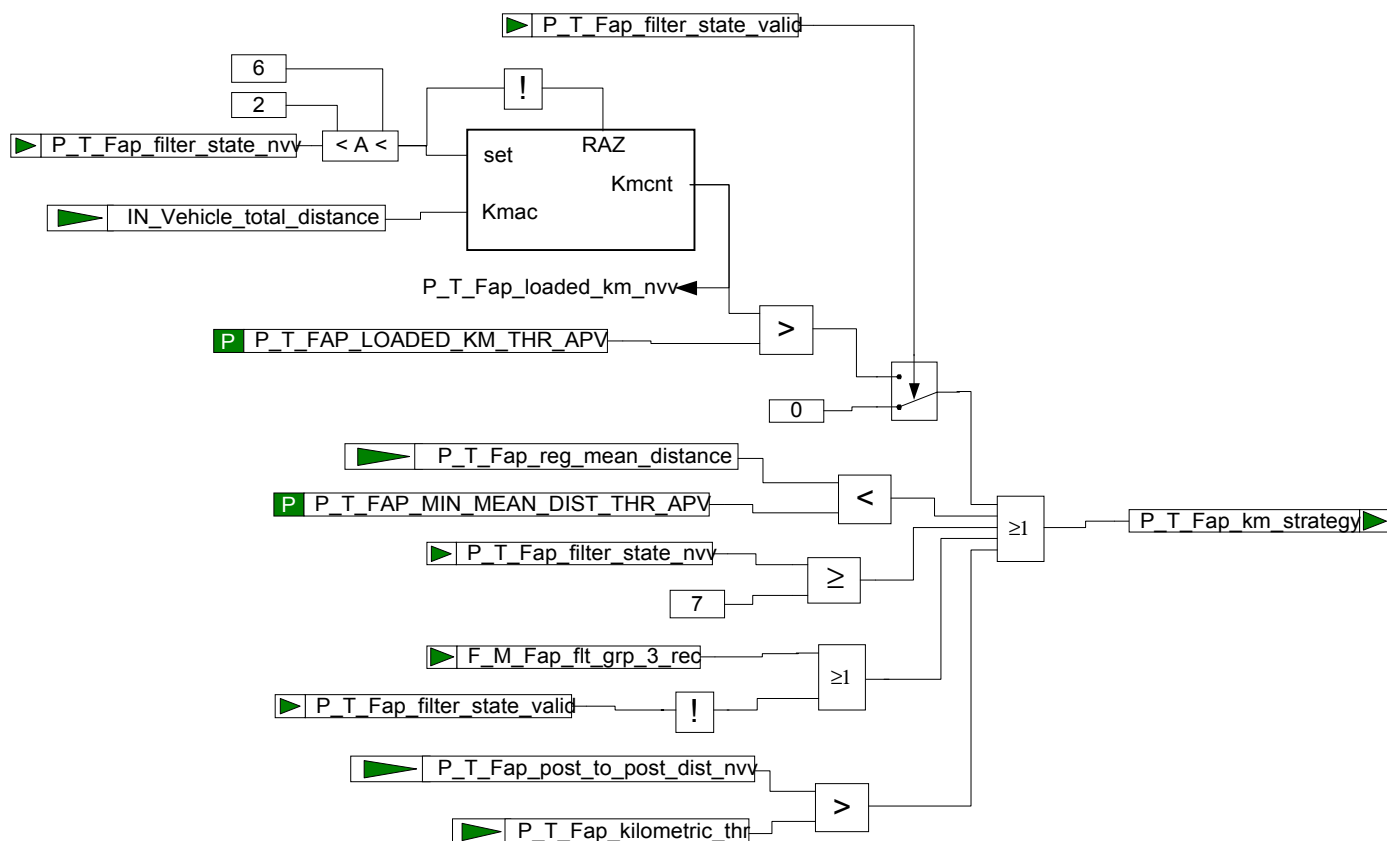 P_T_Fap_filter_state_valid
6
!
2
P_T_Fap_filter_state_nvv
< A <
RAZ
set
Kmcnt
IN_Vehicle_total_distance
Kmac
P_T_Fap_loaded_km_nvv
>
P P_T_FAP_LOADED_KM_THR_APV
0
P_T_Fap_reg_mean_distance
<
P P_T_FAP_MIN_MEAN_DIST_THR_APV
≥1
P_T_Fap_km_strategy
P_T_Fap_filter_state_nvv
≥
7
F_M_Fap_flt_grp_3_rec
≥1
P_T_Fap_filter_state_valid
!
P_T_Fap_post_to_post_dist_nvv
>
P_T_Fap_kilometric_thr